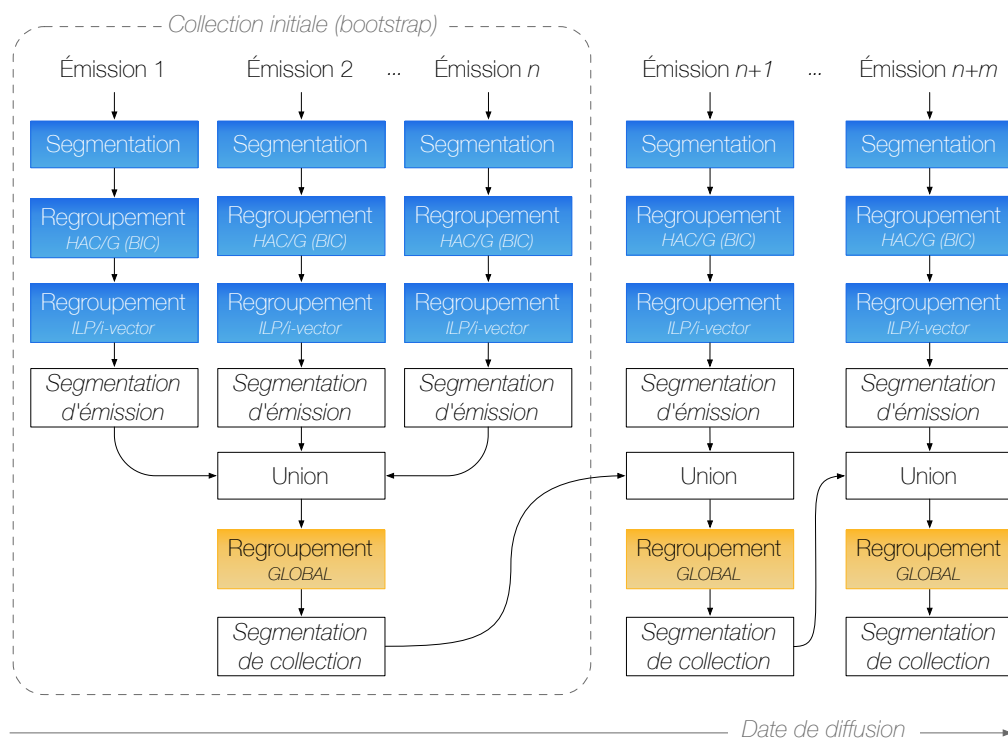 Collection initiale (bootstrap)
Émission 1
Émission 2
...
Émission n
Émission n+1
...
Émission n+m
Segmentation
Segmentation
Segmentation
Segmentation
Segmentation
Regroupement
HAC/G (BIC)
Regroupement
HAC/G (BIC)
Regroupement
HAC/G (BIC)
Regroupement
HAC/G (BIC)
Regroupement
HAC/G (BIC)
Regroupement
ILP/i-vector
Regroupement
ILP/i-vector
Regroupement
ILP/i-vector
Regroupement
ILP/i-vector
Regroupement
ILP/i-vector
Segmentation
d'émission
Segmentation
d'émission
Segmentation
d'émission
Segmentation
d'émission
Segmentation
d'émission
Union
Union
Union
Regroupement
GLOBAL
Regroupement
GLOBAL
Regroupement
GLOBAL
Segmentation
de collection
Segmentation
de collection
Segmentation
de collection
Date de diffusion